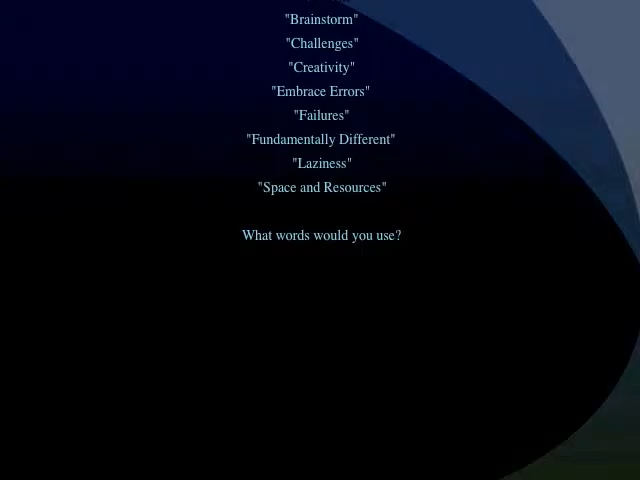 "Brainstorm"
"Challenges"
"Creativity"
"Embrace Errors"
"Failures"
"Fundamentally Different"
"Laziness"
"Space and Resources"
What words would you use?